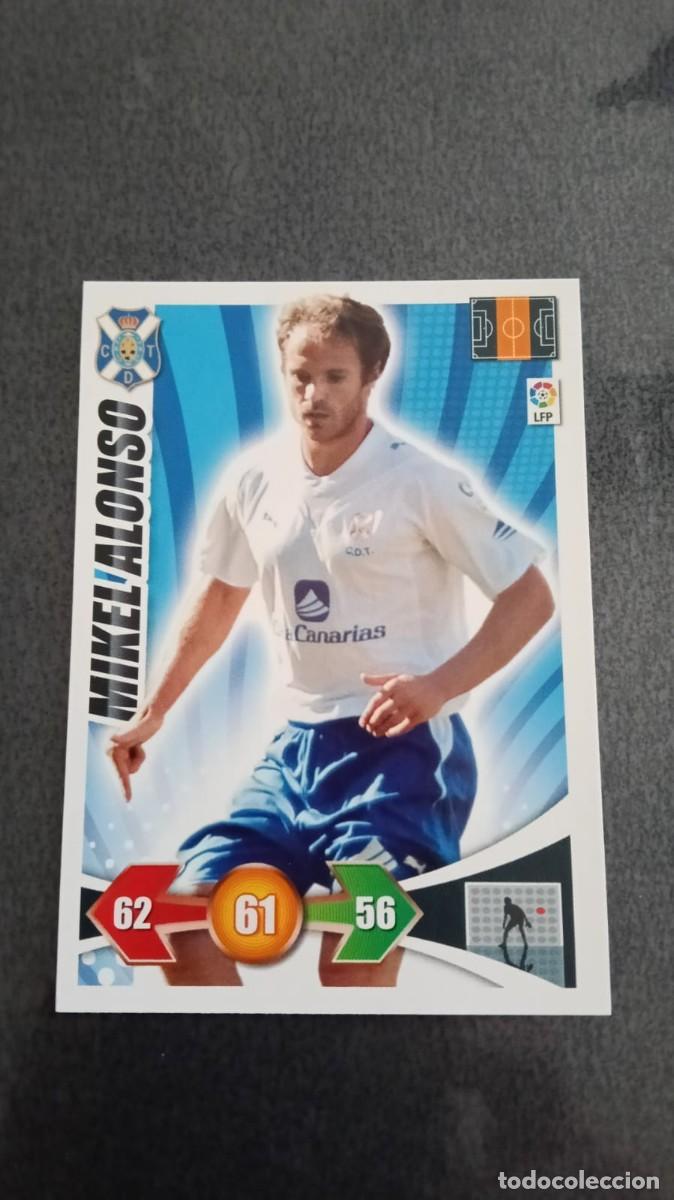 C T
D
MIKEL ALONSO
LFP
C.D.T.
Canarias
62
61
56
todocoleccion